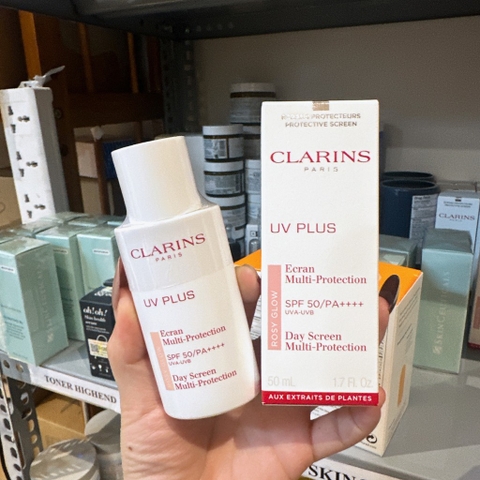 PROTECTIVE SCREEN
CLARINS
PARIS
UV PLUS
ROSY GLOW
Ecran
Multi-Protection
SPF 50/PA++++
UVA-UVB
Day Screen
Multi-Protection
50 mL 1.7 Fl. Oz
AUX EXTRAITS DE PLANTES
CLARINS
PARIS
UV PLUS
Ecran
Multi-Protection
SPF 50/PA++++
UVA-UVB
Day Screen
Multi-Protection
CLARINS
oh!oh!
TONER HIGHEND